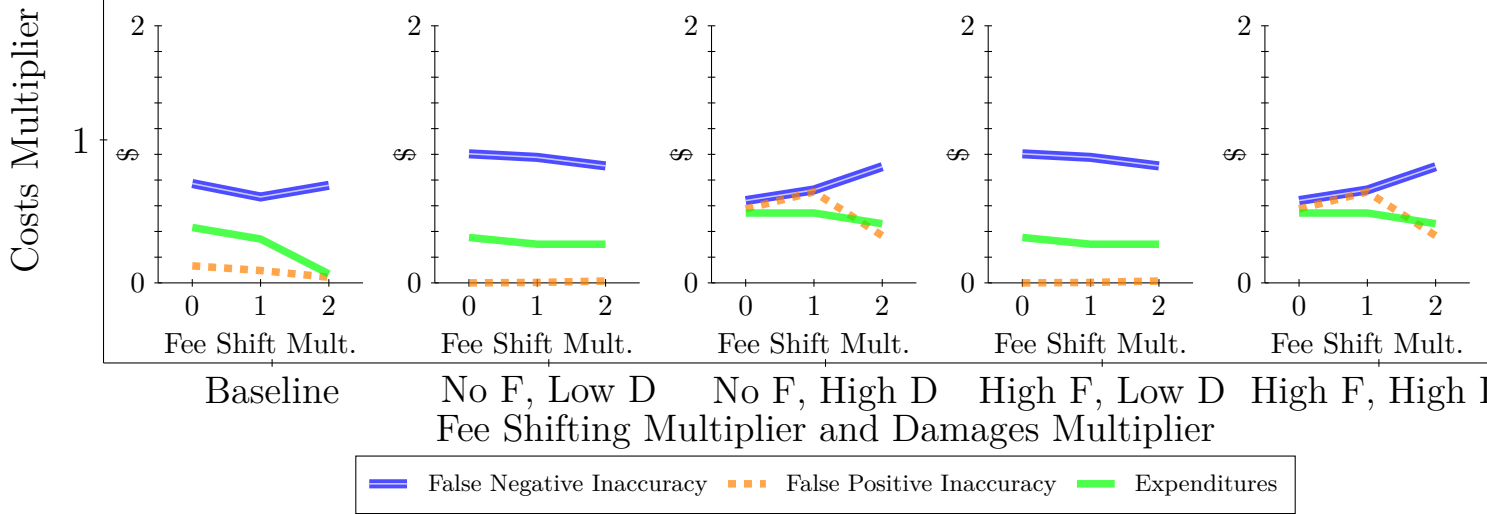 Costs Multiplier
1
2
0
$
0 1 2
Fee Shift Mult.
2
0
$
0 1 2
Fee Shift Mult.
2
0
$
0 1 2
Fee Shift Mult.
2
0
$
0 1 2
Fee Shift Mult.
2
0
$
0 1 2
Fee Shift Mult.
Baseline
No F, Low D
No F, High D
High F, Low D
High F, High
Fee Shifting Multiplier and Damages Multiplier
False Negative Inaccuracy
False Positive Inaccuracy
Expenditures